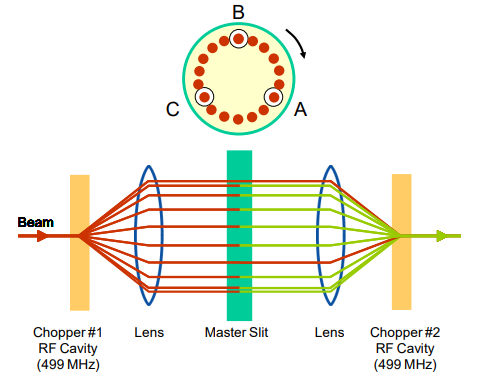 B
C
A
Beam
Chopper #1
RF Cavity
(499 MHz)
Lens
Master Slit
Lens
Chopper #2
RF Cavity
(499 MHz)